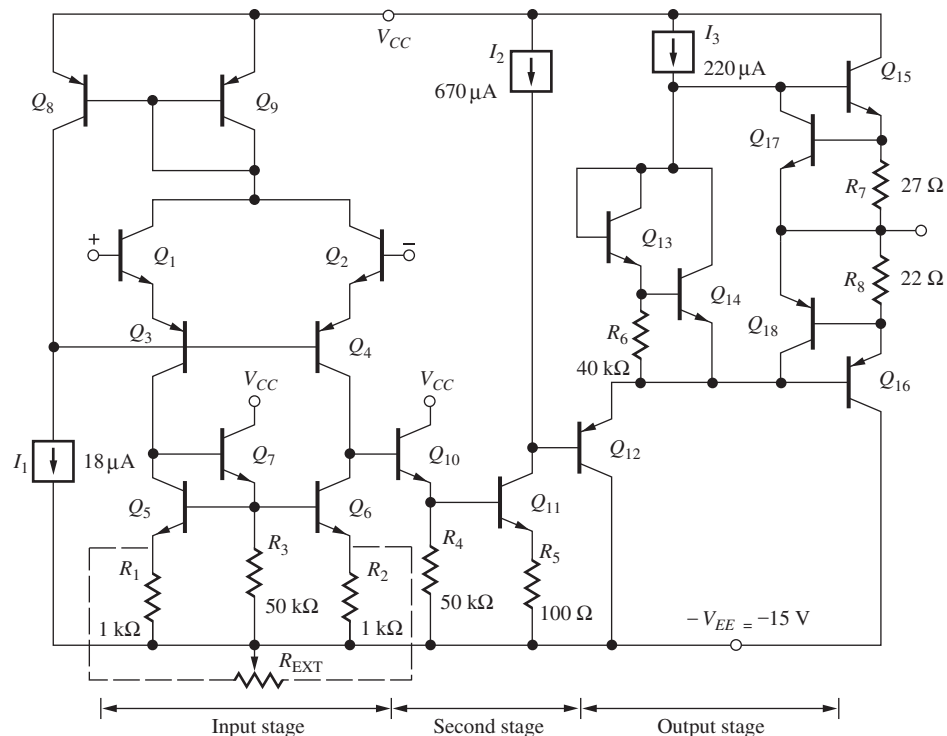 V_CC
I_2
I_3
670 μA
220 μA
Q_15
Q_8
Q_9
Q_17
R_7
27 Ω
+
Q_1
Q_2
−
Q_13
Q_14
R_8
22 Ω
Q_3
Q_4
R_6
40 kΩ
Q_18
Q_16
V_CC
V_CC
I_1
18 μA
Q_7
Q_10
Q_12
Q_5
Q_6
Q_11
R_1
R_3
R_2
R_4
R_5
1 kΩ
50 kΩ
1 kΩ
50 kΩ
100 Ω
−V_EE = −15 V
R_EXT
Input stage
Second stage
Output stage